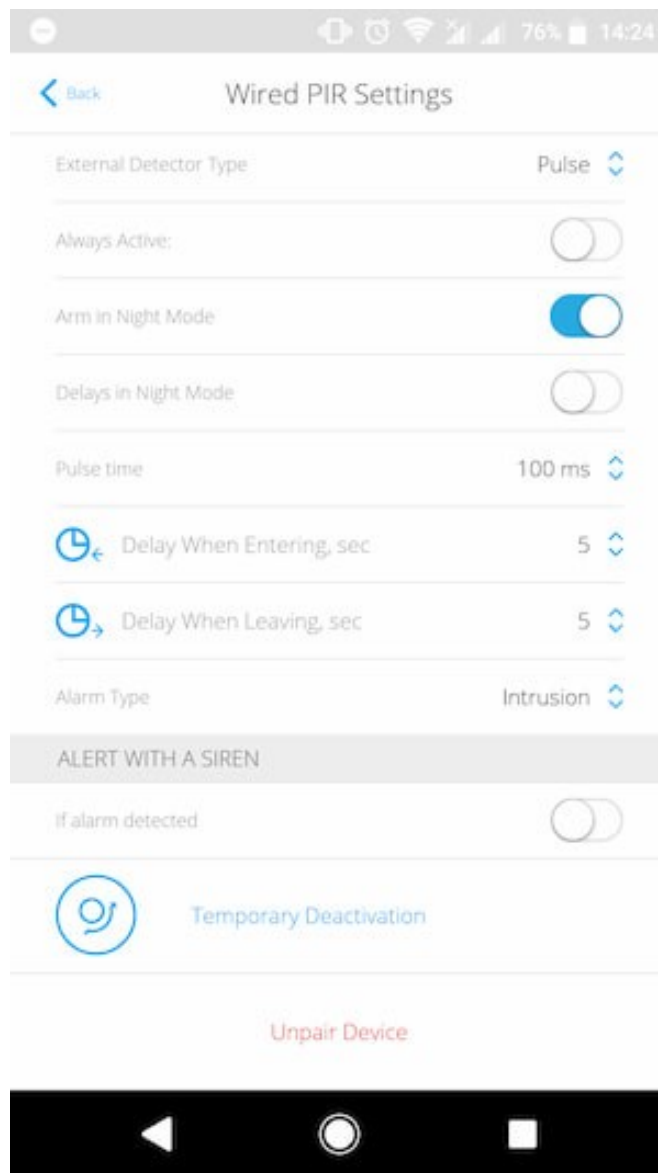 76% 14:24
Back Wired PIR Settings
External Detector Type Pulse
Always Active:
Arm in Night Mode
Delays in Night Mode
Pulse time 100 ms
Delay When Entering, sec 5
Delay When Leaving, sec 5
Alarm Type Intrusion
ALERT WITH A SIREN
If alarm detected
Temporary Deactivation
Unpair Device